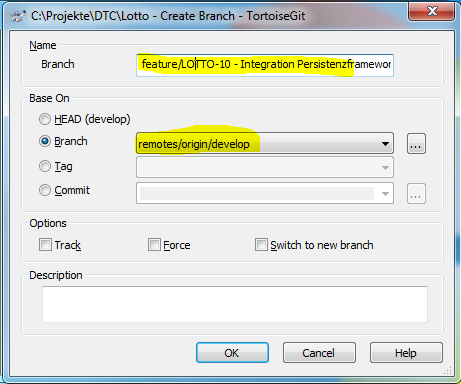 C:\Projekte\DTC\Lotto - Create Branch - TortoiseGit
Name
Branch
feature/LOTTO-10 - Integration Persistenzframewor
Base On
HEAD (develop)
Branch
remotes/origin/develop
...
Tag
Commit
...
Options
Track
Force
Switch to new branch
Description
OK
Cancel
Help